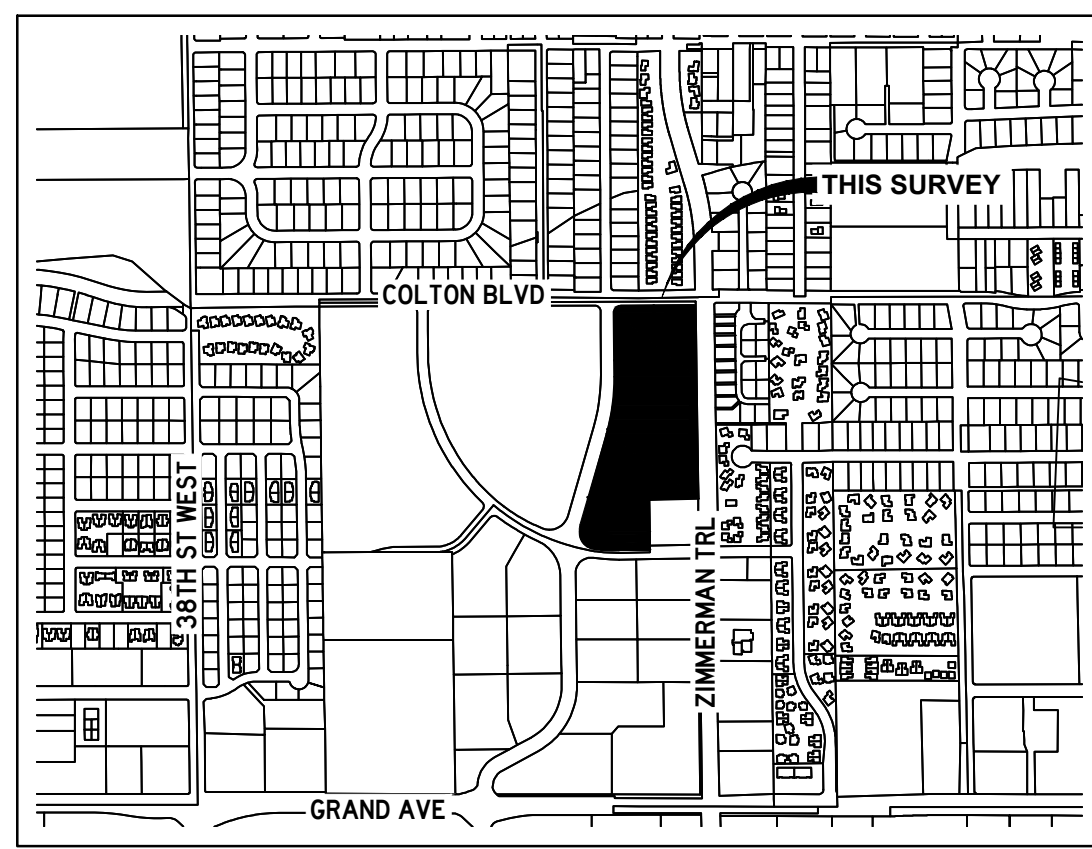 THIS SURVEY
COLTON BLVD
38TH ST WEST
ZIMMERMAN TRL
GRAND AVE